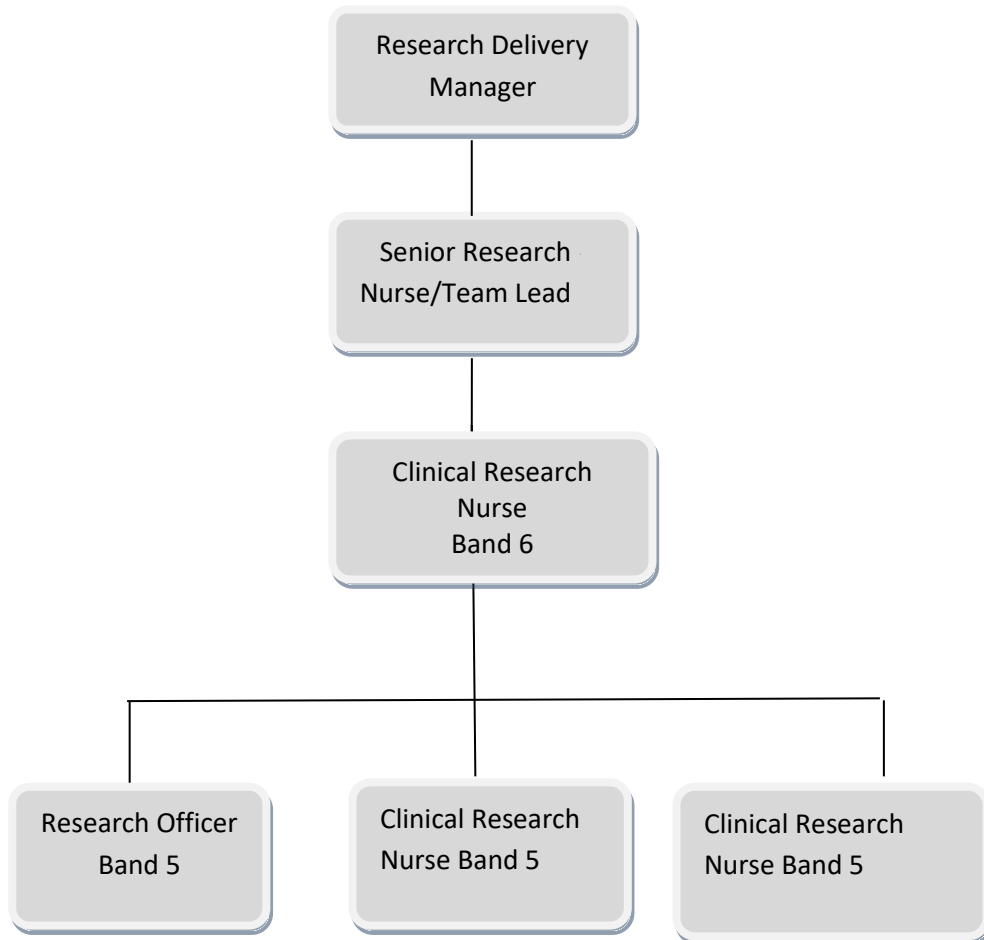 Research Delivery
Manager
Senior Research
Nurse/Team Lead
Clinical Research
Nurse
Band 6
Research Officer
Band 5
Clinical Research
Nurse Band 5
Clinical Research
Nurse Band 5